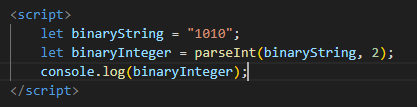 <script>
    let binaryString = "1010";
    let binaryInteger = parseInt(binaryString, 2);
    console.log(binaryInteger);
</script>